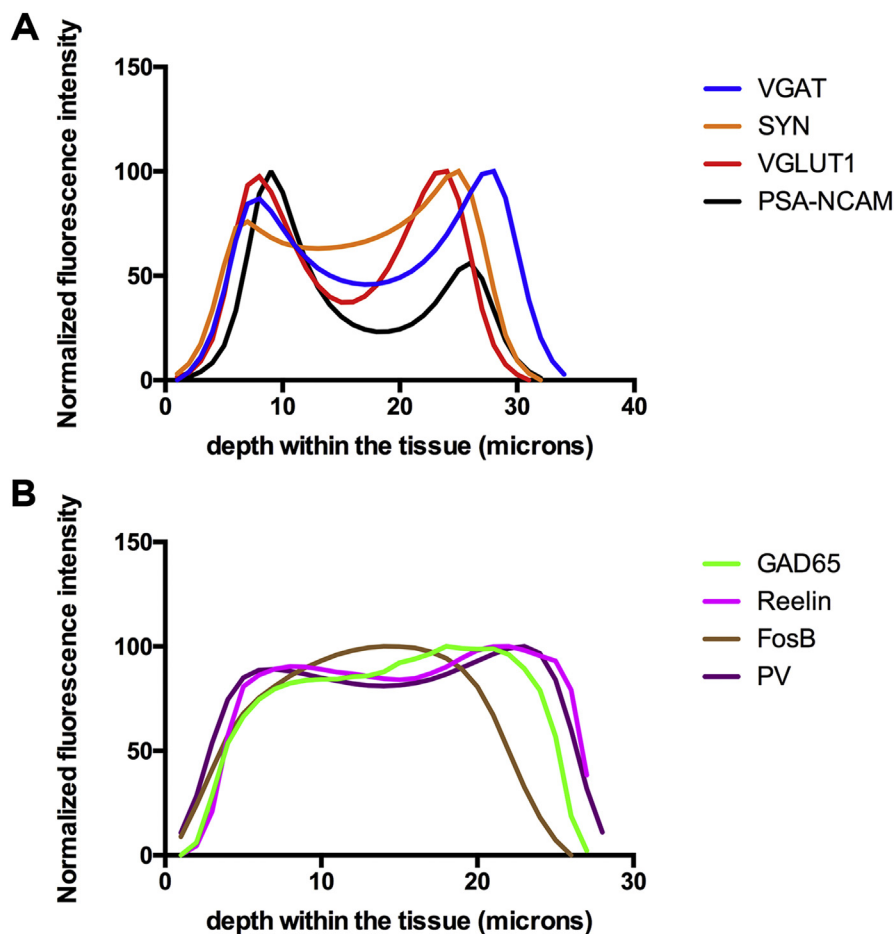 A
Normalized fluorescence intensity
150
100
50
0
0 10 20 30 40
depth within the tissue (microns)
VGAT
SYN
VGLUT1
PSA-NCAM
B
Normalized fluorescence intensity
150
100
50
0
0 10 20 30
depth within the tissue (microns)
GAD65
Reelin
FosB
PV